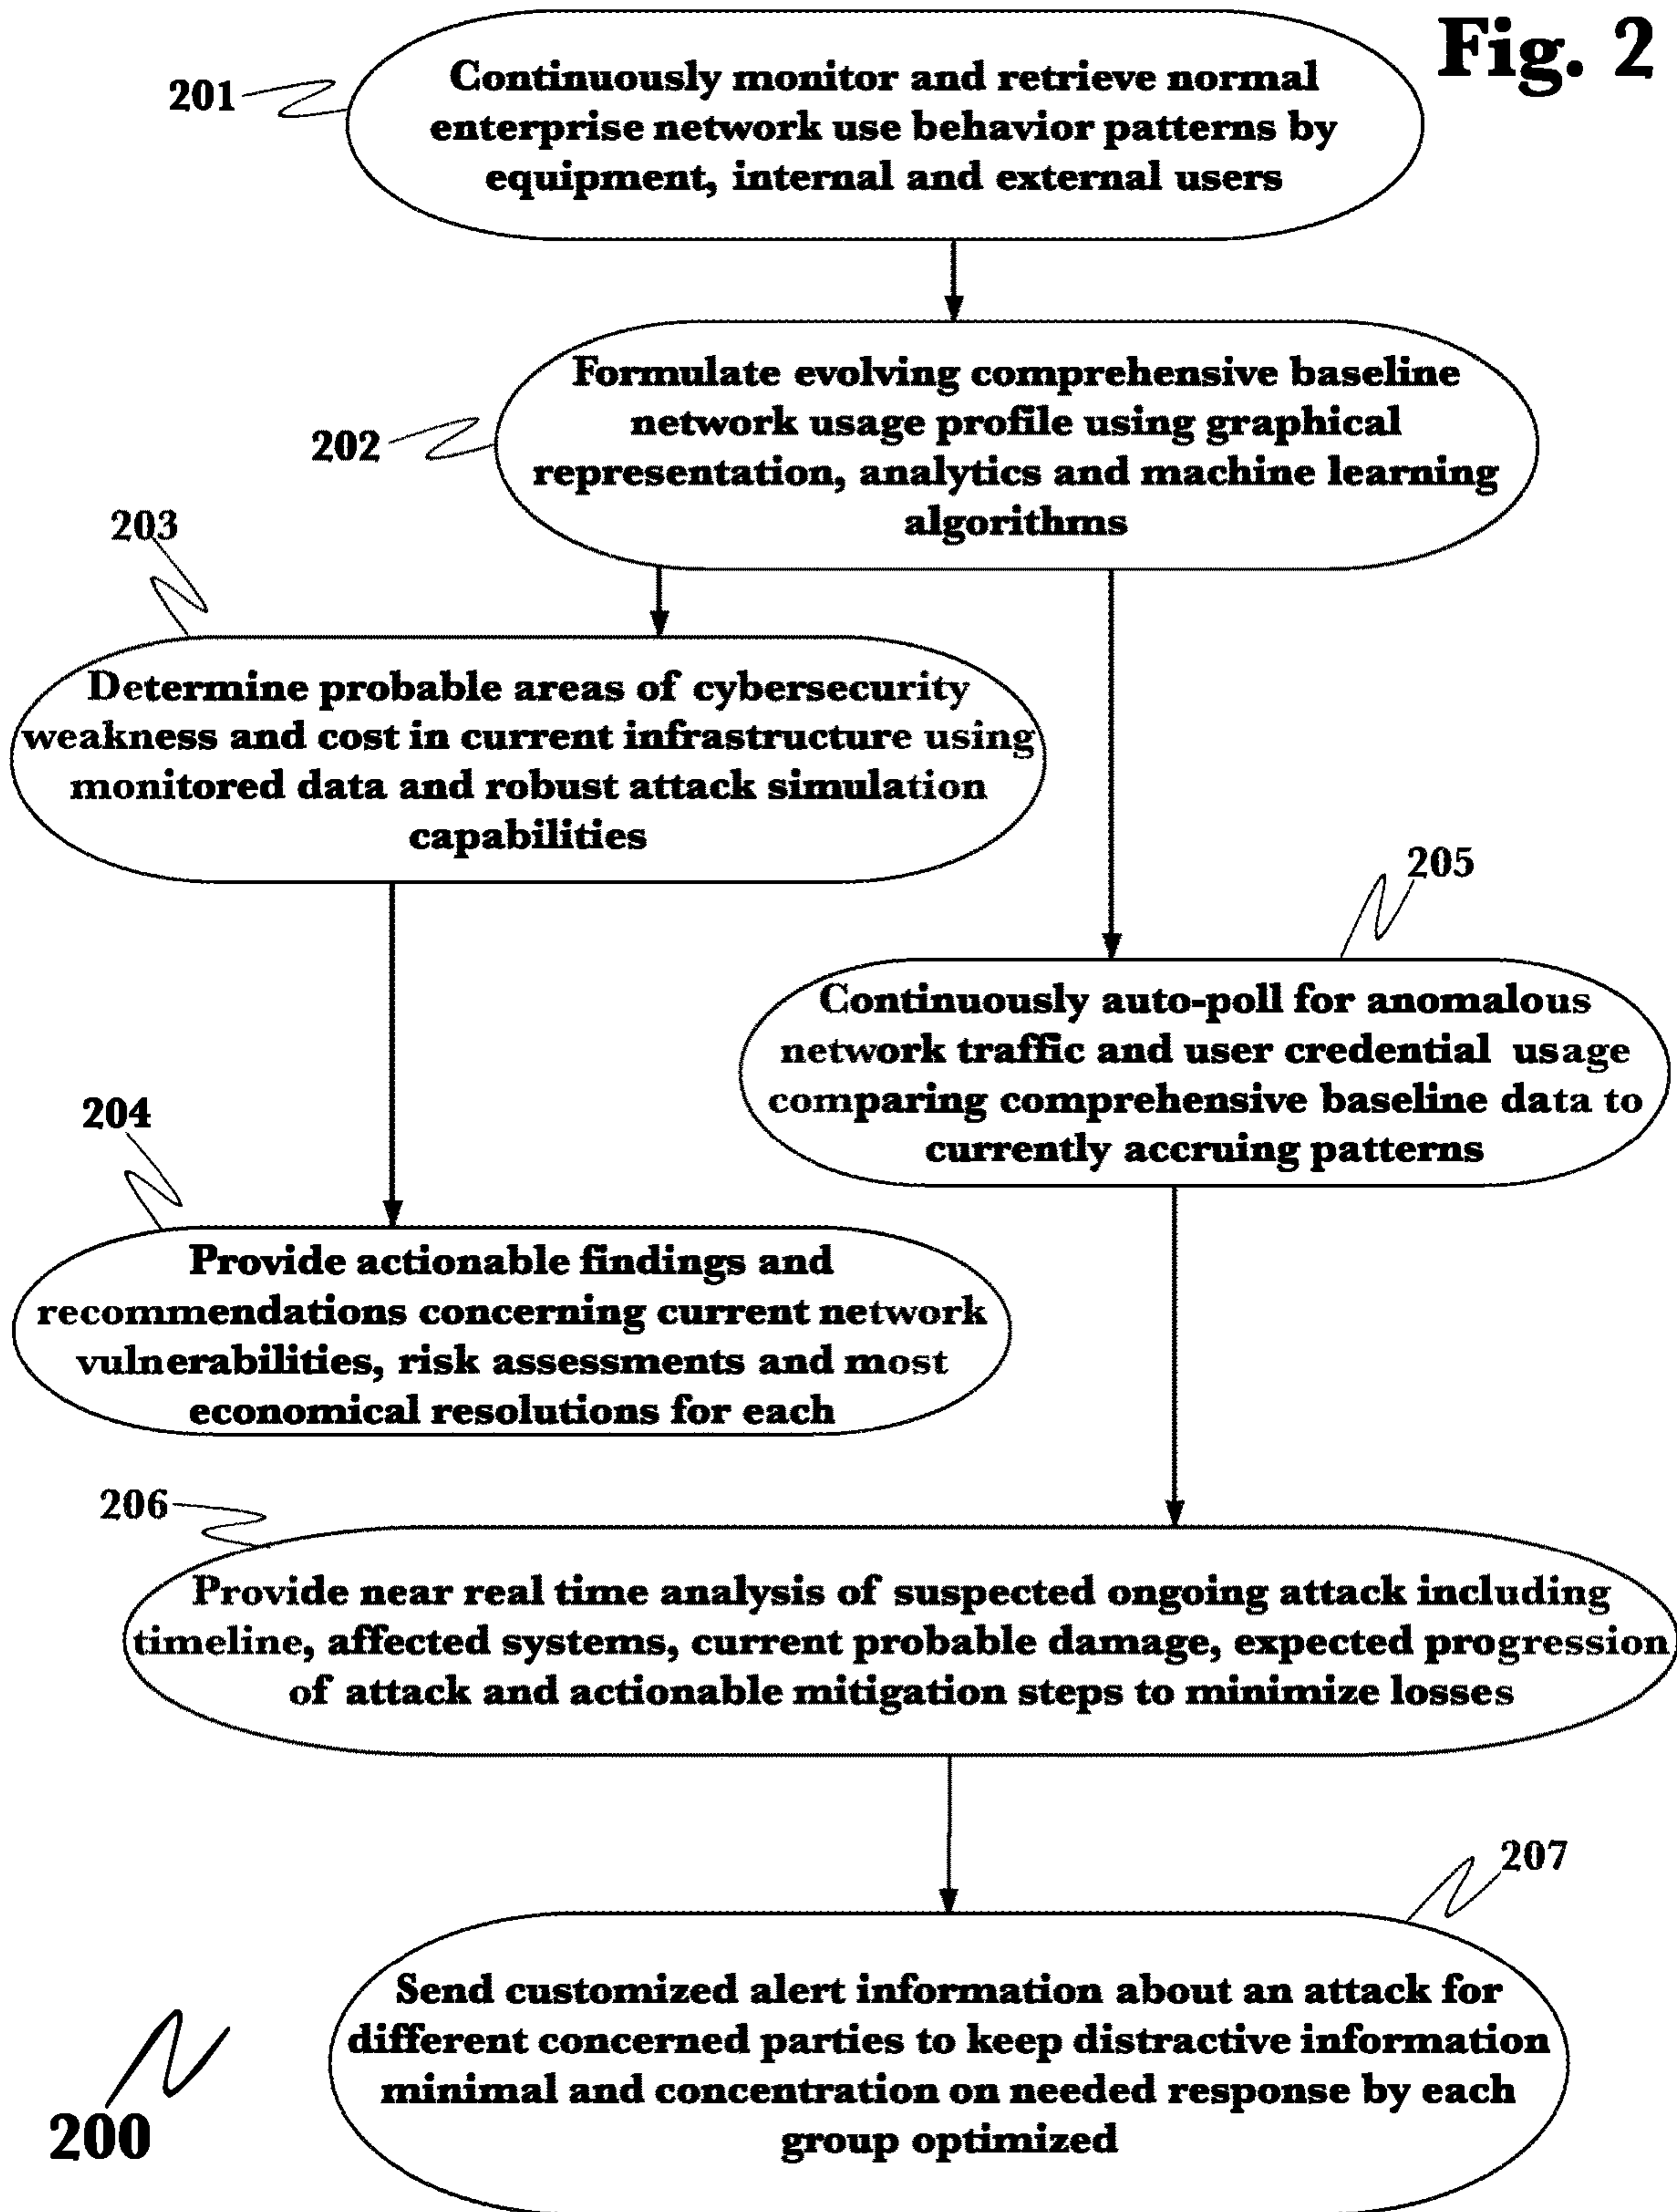 Fig. 2
201
Continuously monitor and retrieve normal
enterprise network use behavior patterns by
equipment, internal and external users
202
Formulate evolving comprehensive baseline
network usage profile using graphical
representation, analytics and machine learning
algorithms
203
Determine probable areas of cybersecurity
weakness and cost in current infrastructure using
monitored data and robust attack simulation
capabilities
205
Continuously auto-poll for anomalous
network traffic and user credential usage
comparing comprehensive baseline data to
currently accruing patterns
204
Provide actionable findings and
recommendations concerning current network
vulnerabilities, risk assessments and most
economical resolutions for each
206
Provide near real time analysis of suspected ongoing attack including
timeline, affected systems, current probable damage, expected progression
of attack and actionable mitigation steps to minimize losses
207
Send customized alert information about an attack for
different concerned parties to keep distractive information
minimal and concentration on needed response by each
group optimized
200